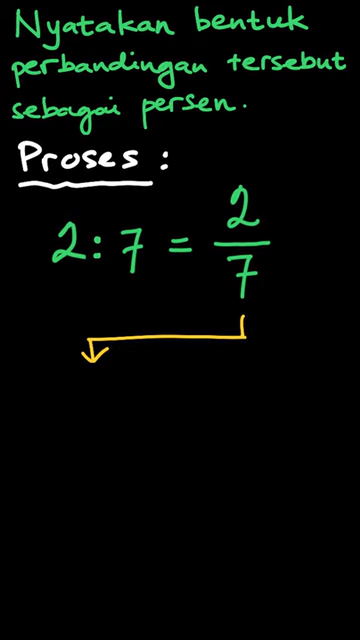 Nyatakan bentuk
perbandingan tersebut
sebagai persen.
Proses :
2 : 7 = 2/7